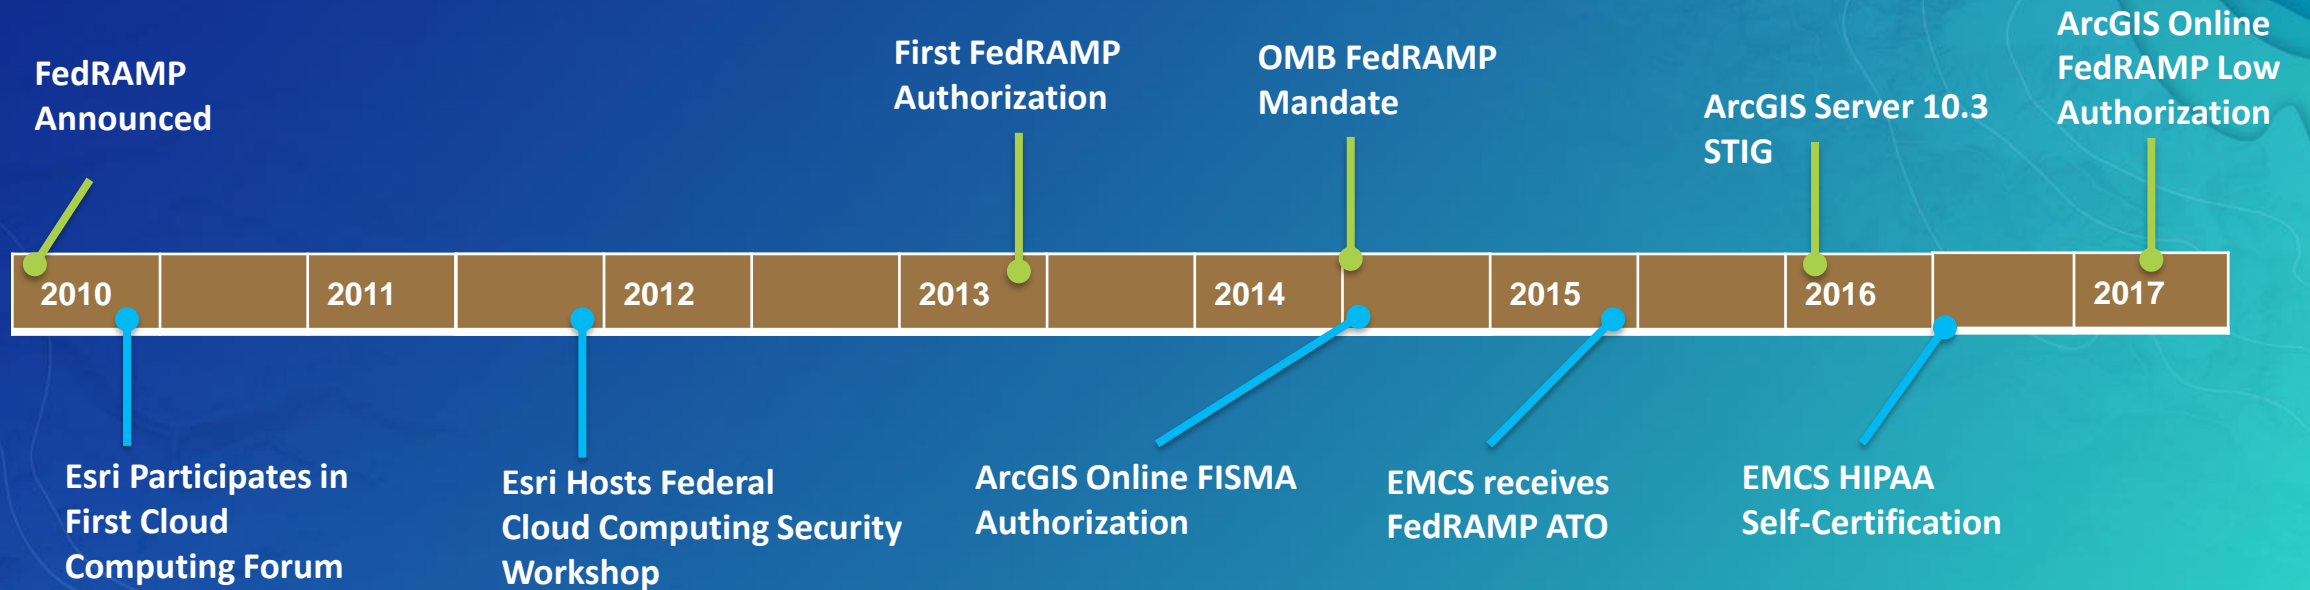 FedRAMP
Announced
First FedRAMP
Authorization
OMB FedRAMP
Mandate
ArcGIS Server 10.3
STIG
ArcGIS Online
FedRAMP Low
Authorization
2010
2011
2012
2013
2014
2015
2016
2017
Esri Participates in
First Cloud
Computing Forum
Esri Hosts Federal
Cloud Computing Security
Workshop
ArcGIS Online FISMA
Authorization
EMCS receives
FedRAMP ATO
EMCS HIPAA
Self-Certification